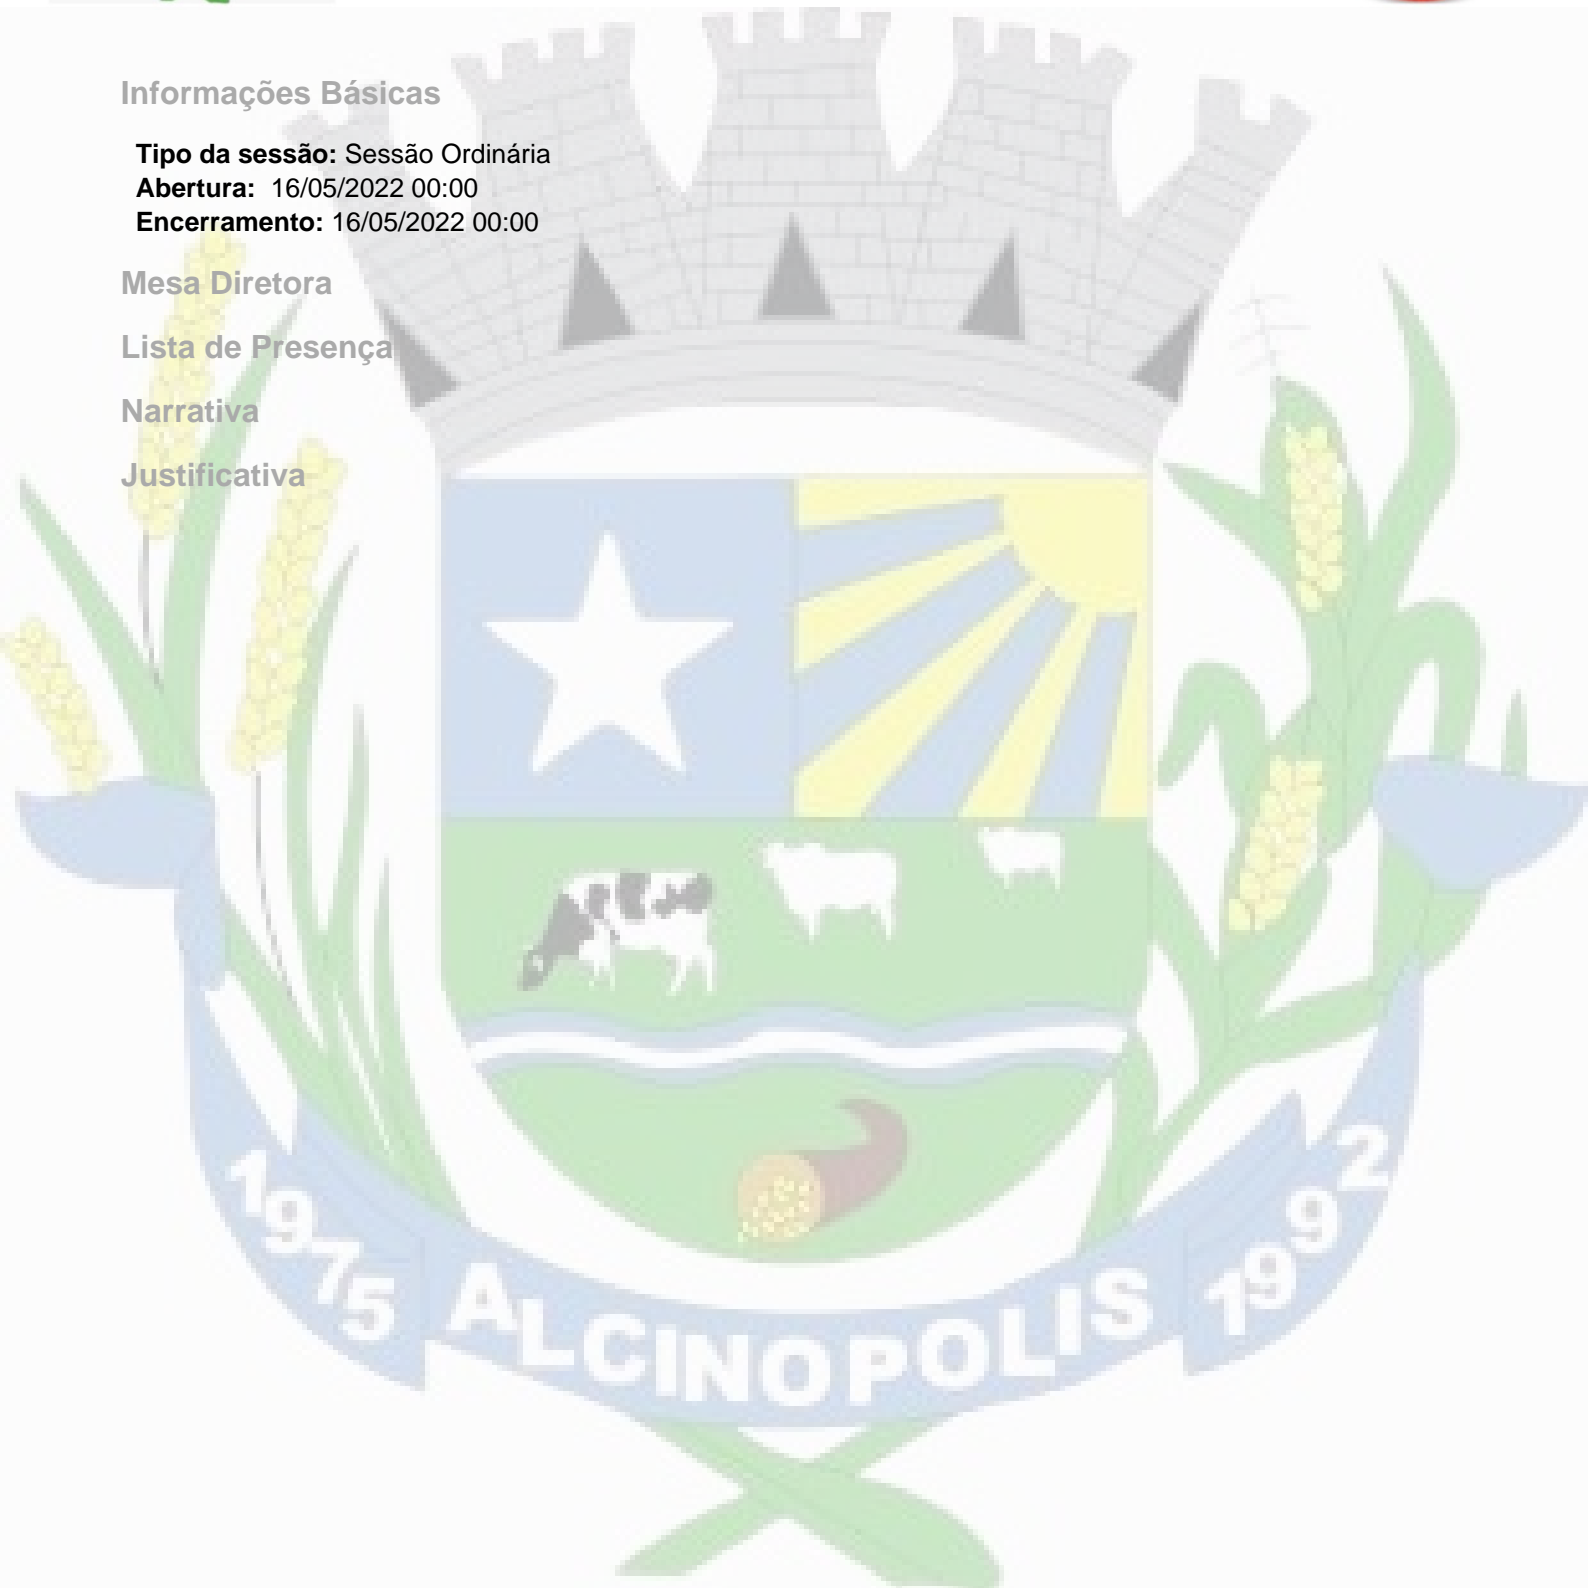 Informações Básicas
Tipo da sessão: Sessão Ordinária
Abertura: 16/05/2022 00:00
Encerramento: 16/05/2022 00:00
Mesa Diretora
Lista de Presença
Narrativa
Justificativa
1975 ALCINOPOLIS 1992